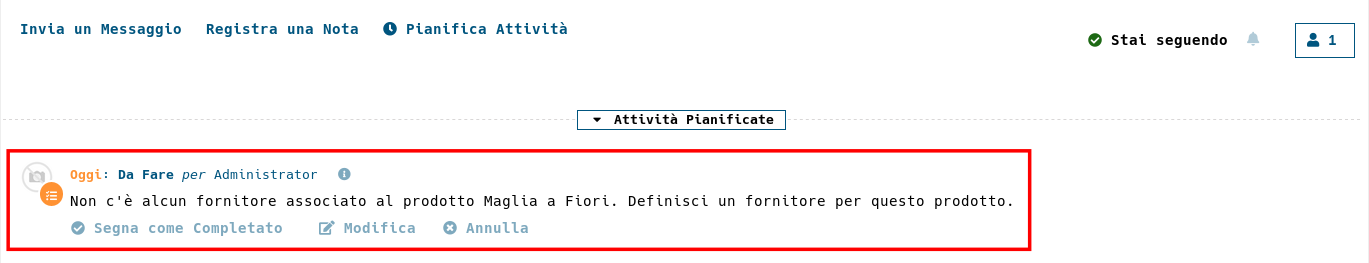 Invia un Messaggio Registra una Nota Pianifica Attività
Stai seguendo 1
Attività Pianificate
Oggi: Da Fare per Administrator
Non c'è alcun fornitore associato al prodotto Maglia a Fiori. Definisci un fornitore per questo prodotto.
Segna come Completato Modifica Annulla